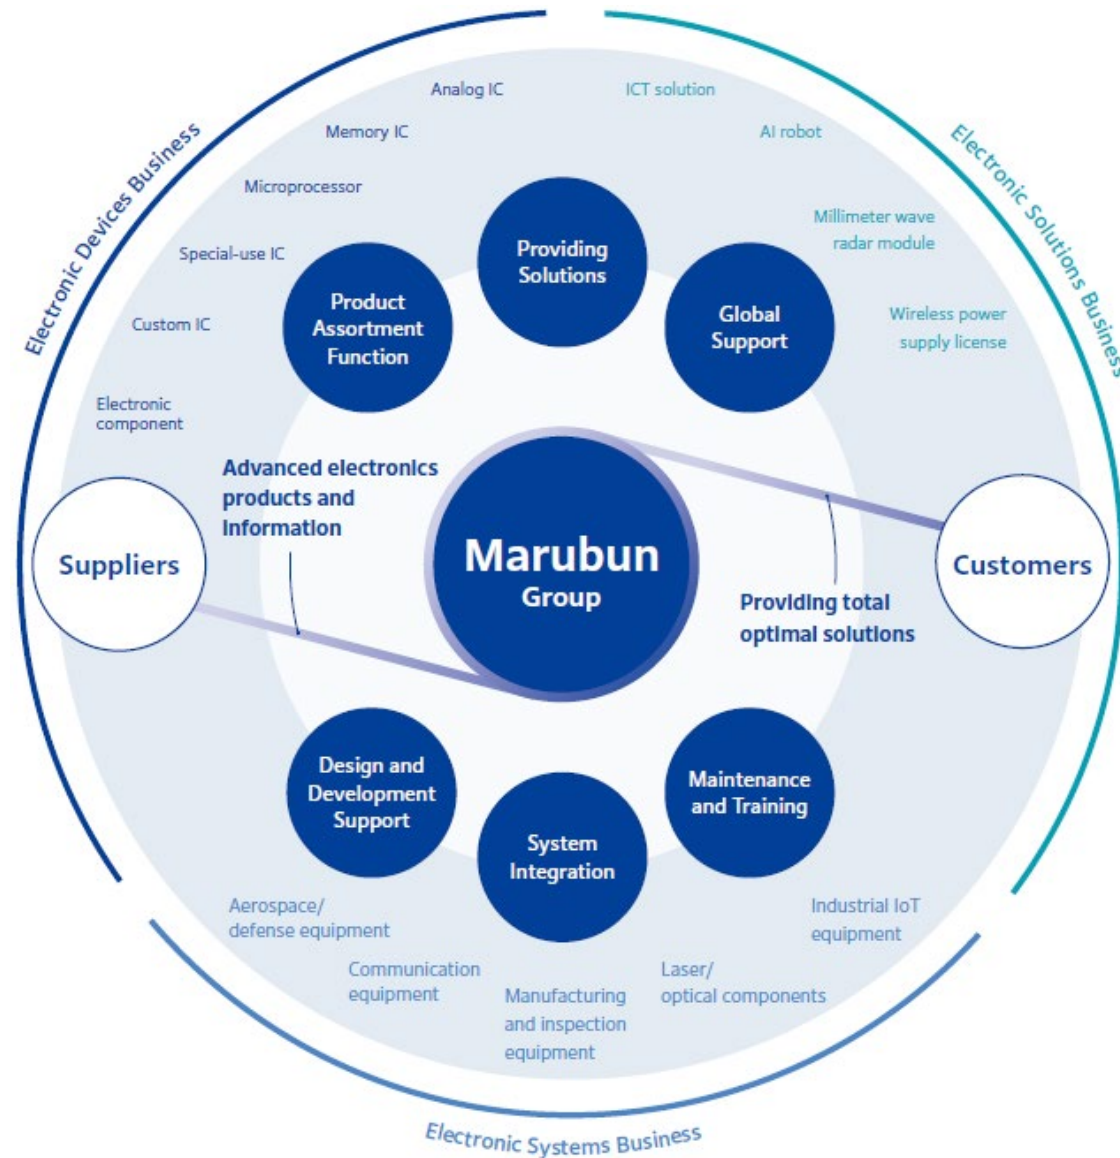 Electronic Devices Business
Electronic Solutions Business
Analog IC
Memory IC
Microprocessor
Special-use IC
Custom IC
Electronic
component
ICT solution
AI robot
Millimeter wave
radar module
Wireless power
supply license
Product
Assortment
Function
Providing
Solutions
Global
Support
Advanced electronics
products and
information
Suppliers
Marubun
Group
Customers
Providing total
optimal solutions
Design and
Development
Support
System
Integration
Maintenance
and Training
Aerospace/
defense equipment
Communication
equipment
Manufacturing
and inspection
equipment
Laser/
optical components
Industrial IoT
equipment
Electronic Systems Business